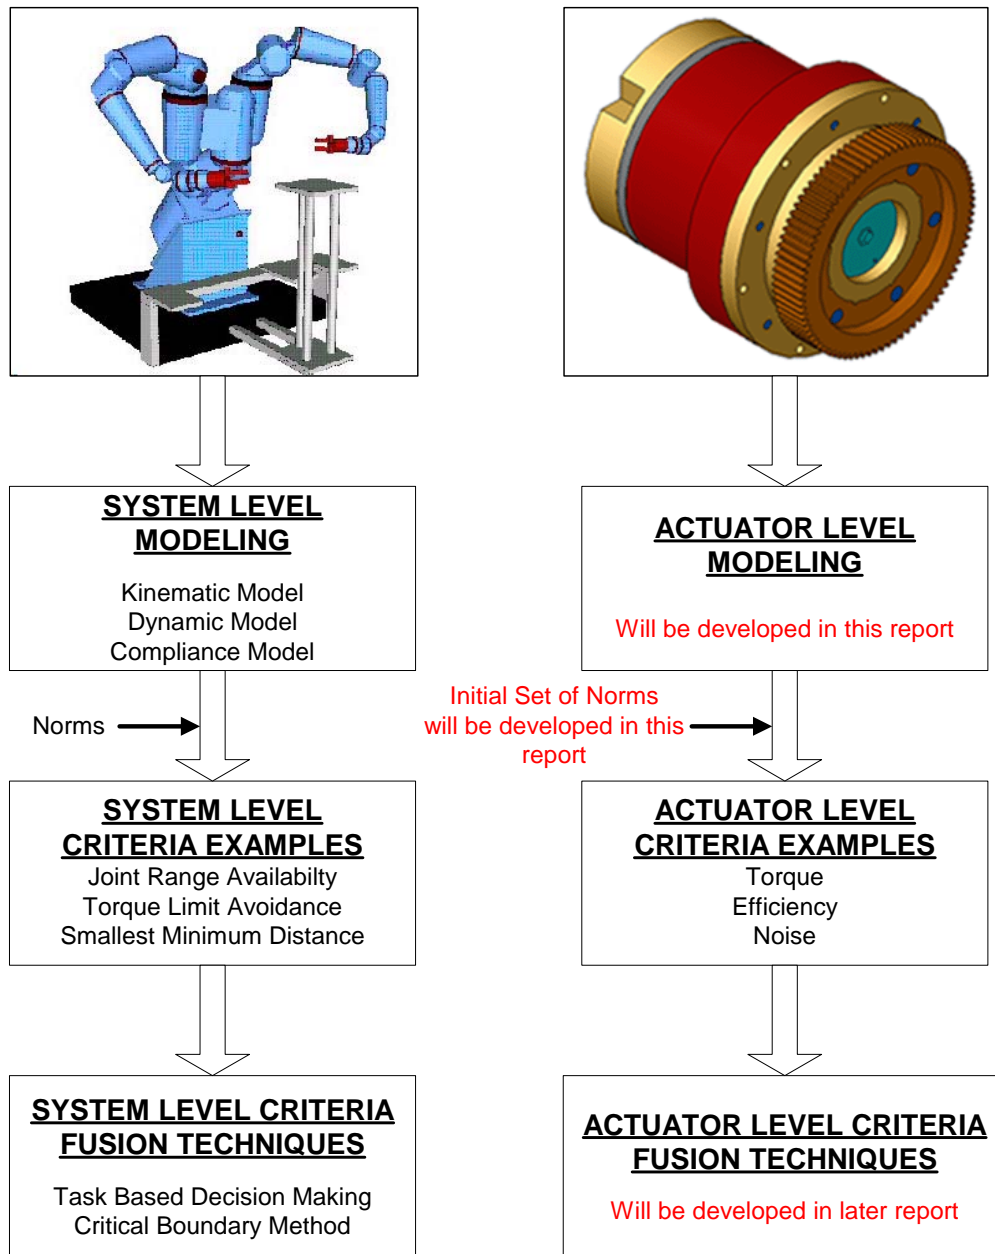 SYSTEM LEVEL
MODELING
Kinematic Model
Dynamic Model
Compliance Model
Norms
SYSTEM LEVEL
CRITERIA EXAMPLES
Joint Range Availabilty
Torque Limit Avoidance
Smallest Minimum Distance
SYSTEM LEVEL CRITERIA
FUSION TECHNIQUES
Task Based Decision Making
Critical Boundary Method
ACTUATOR LEVEL
MODELING
Will be developed in this report
Initial Set of Norms
will be developed in this
report
ACTUATOR LEVEL
CRITERIA EXAMPLES
Torque
Efficiency
Noise
ACTUATOR LEVEL CRITERIA
FUSION TECHNIQUES
Will be developed in later report